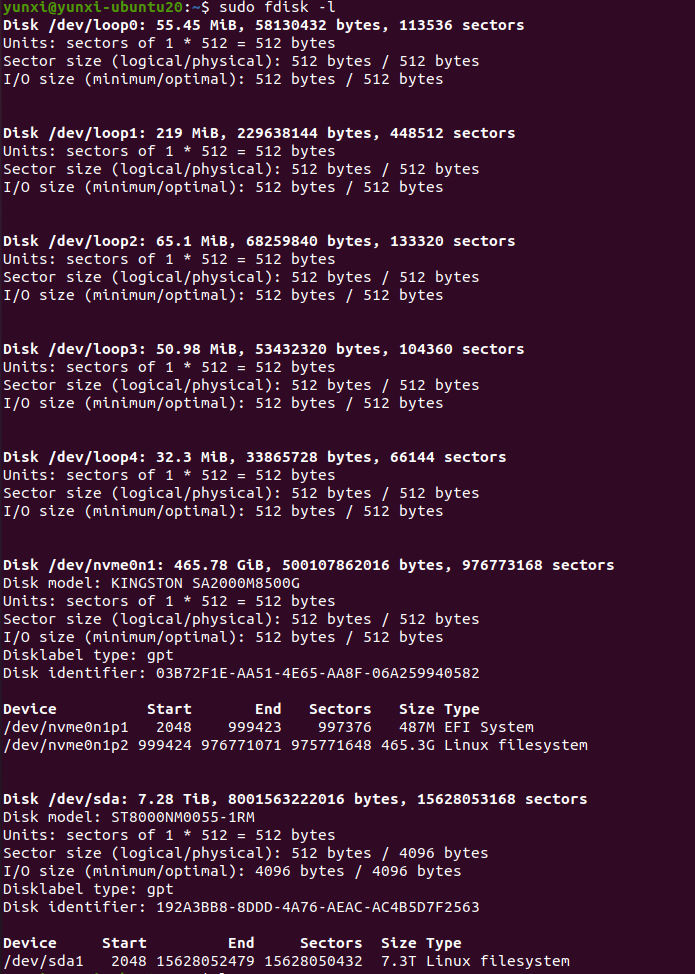 yunxi@yunxi-ubuntu20:~$ sudo fdisk -l
Disk /dev/loop0: 55.45 MiB, 58130432 bytes, 113536 sectors
Units: sectors of 1 * 512 = 512 bytes
Sector size (logical/physical): 512 bytes / 512 bytes
I/O size (minimum/optimal): 512 bytes / 512 bytes
Disk /dev/loop1: 219 MiB, 229638144 bytes, 448512 sectors
Units: sectors of 1 * 512 = 512 bytes
Sector size (logical/physical): 512 bytes / 512 bytes
I/O size (minimum/optimal): 512 bytes / 512 bytes
Disk /dev/loop2: 65.1 MiB, 68259840 bytes, 133320 sectors
Units: sectors of 1 * 512 = 512 bytes
Sector size (logical/physical): 512 bytes / 512 bytes
I/O size (minimum/optimal): 512 bytes / 512 bytes
Disk /dev/loop3: 50.98 MiB, 53432320 bytes, 104360 sectors
Units: sectors of 1 * 512 = 512 bytes
Sector size (logical/physical): 512 bytes / 512 bytes
I/O size (minimum/optimal): 512 bytes / 512 bytes
Disk /dev/loop4: 32.3 MiB, 33865728 bytes, 66144 sectors
Units: sectors of 1 * 512 = 512 bytes
Sector size (logical/physical): 512 bytes / 512 bytes
I/O size (minimum/optimal): 512 bytes / 512 bytes
Disk /dev/nvme0n1: 465.78 GiB, 500107862016 bytes, 976773168 sectors
Disk model: KINGSTON SA2000M8500G
Units: sectors of 1 * 512 = 512 bytes
Sector size (logical/physical): 512 bytes / 512 bytes
I/O size (minimum/optimal): 512 bytes / 512 bytes
Disklabel type: gpt
Disk identifier: 03B72F1E-AA51-4E65-AA8F-06A259940582
Device Start End Sectors Size Type
/dev/nvme0n1p1 2048 999423 997376 487M EFI System
/dev/nvme0n1p2 999424 976771071 975771648 465.3G Linux filesystem
Disk /dev/sda: 7.28 TiB, 8001563222016 bytes, 15628053168 sectors
Disk model: ST8000NM0055-1RM
Units: sectors of 1 * 512 = 512 bytes
Sector size (logical/physical): 512 bytes / 4096 bytes
I/O size (minimum/optimal): 4096 bytes / 4096 bytes
Disklabel type: gpt
Disk identifier: 192A3BB8-8DDD-4A76-AEAC-AC4B5D7F2563
Device Start End Sectors Size Type
/dev/sda1 2048 15628052479 15628050432 7.3T Linux filesystem